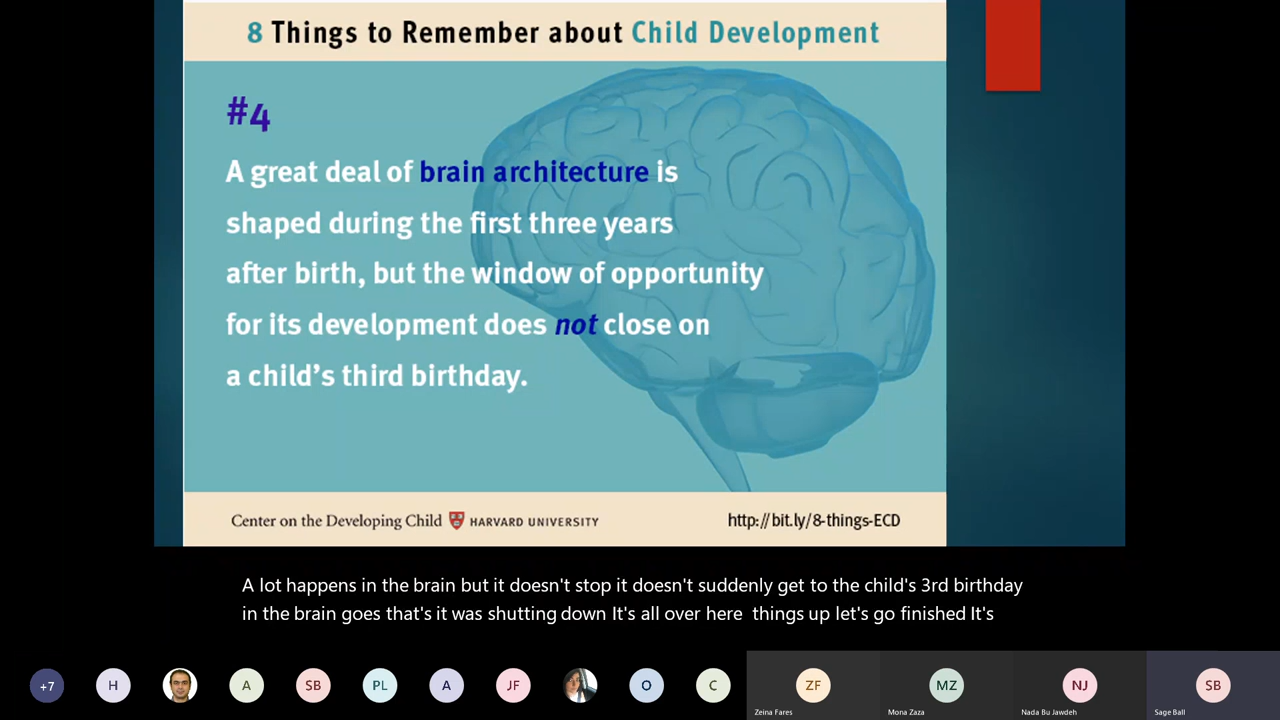 8 Things to Remember about Child Development
#4
A great deal of brain architecture is
shaped during the first three years
after birth, but the window of opportunity
for its development does not close on
a child's third birthday.
Center on the Developing Child HARVARD UNIVERSITY
http://bit.ly/8-things-ECD
A lot happens in the brain but it doesn't stop it doesn't suddenly get to the child's 3rd birthday
in the brain goes that's it was shutting down It's all over here things up let's go finished It's
+7 H A SB PL A JF O C ZF MZ NJ SB
Zeina Fares Mona Zaza Nada Bu Jawdeh Sage Ball